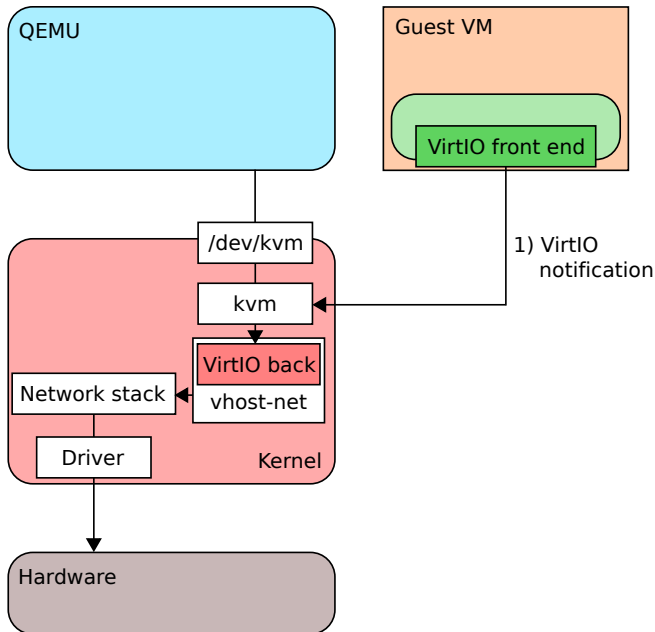 QEMU
Guest VM
VirtIO front end
/dev/kvm
1) VirtIO
notification
kvm
VirtIO back
vhost-net
Network stack
Driver
Kernel
Hardware